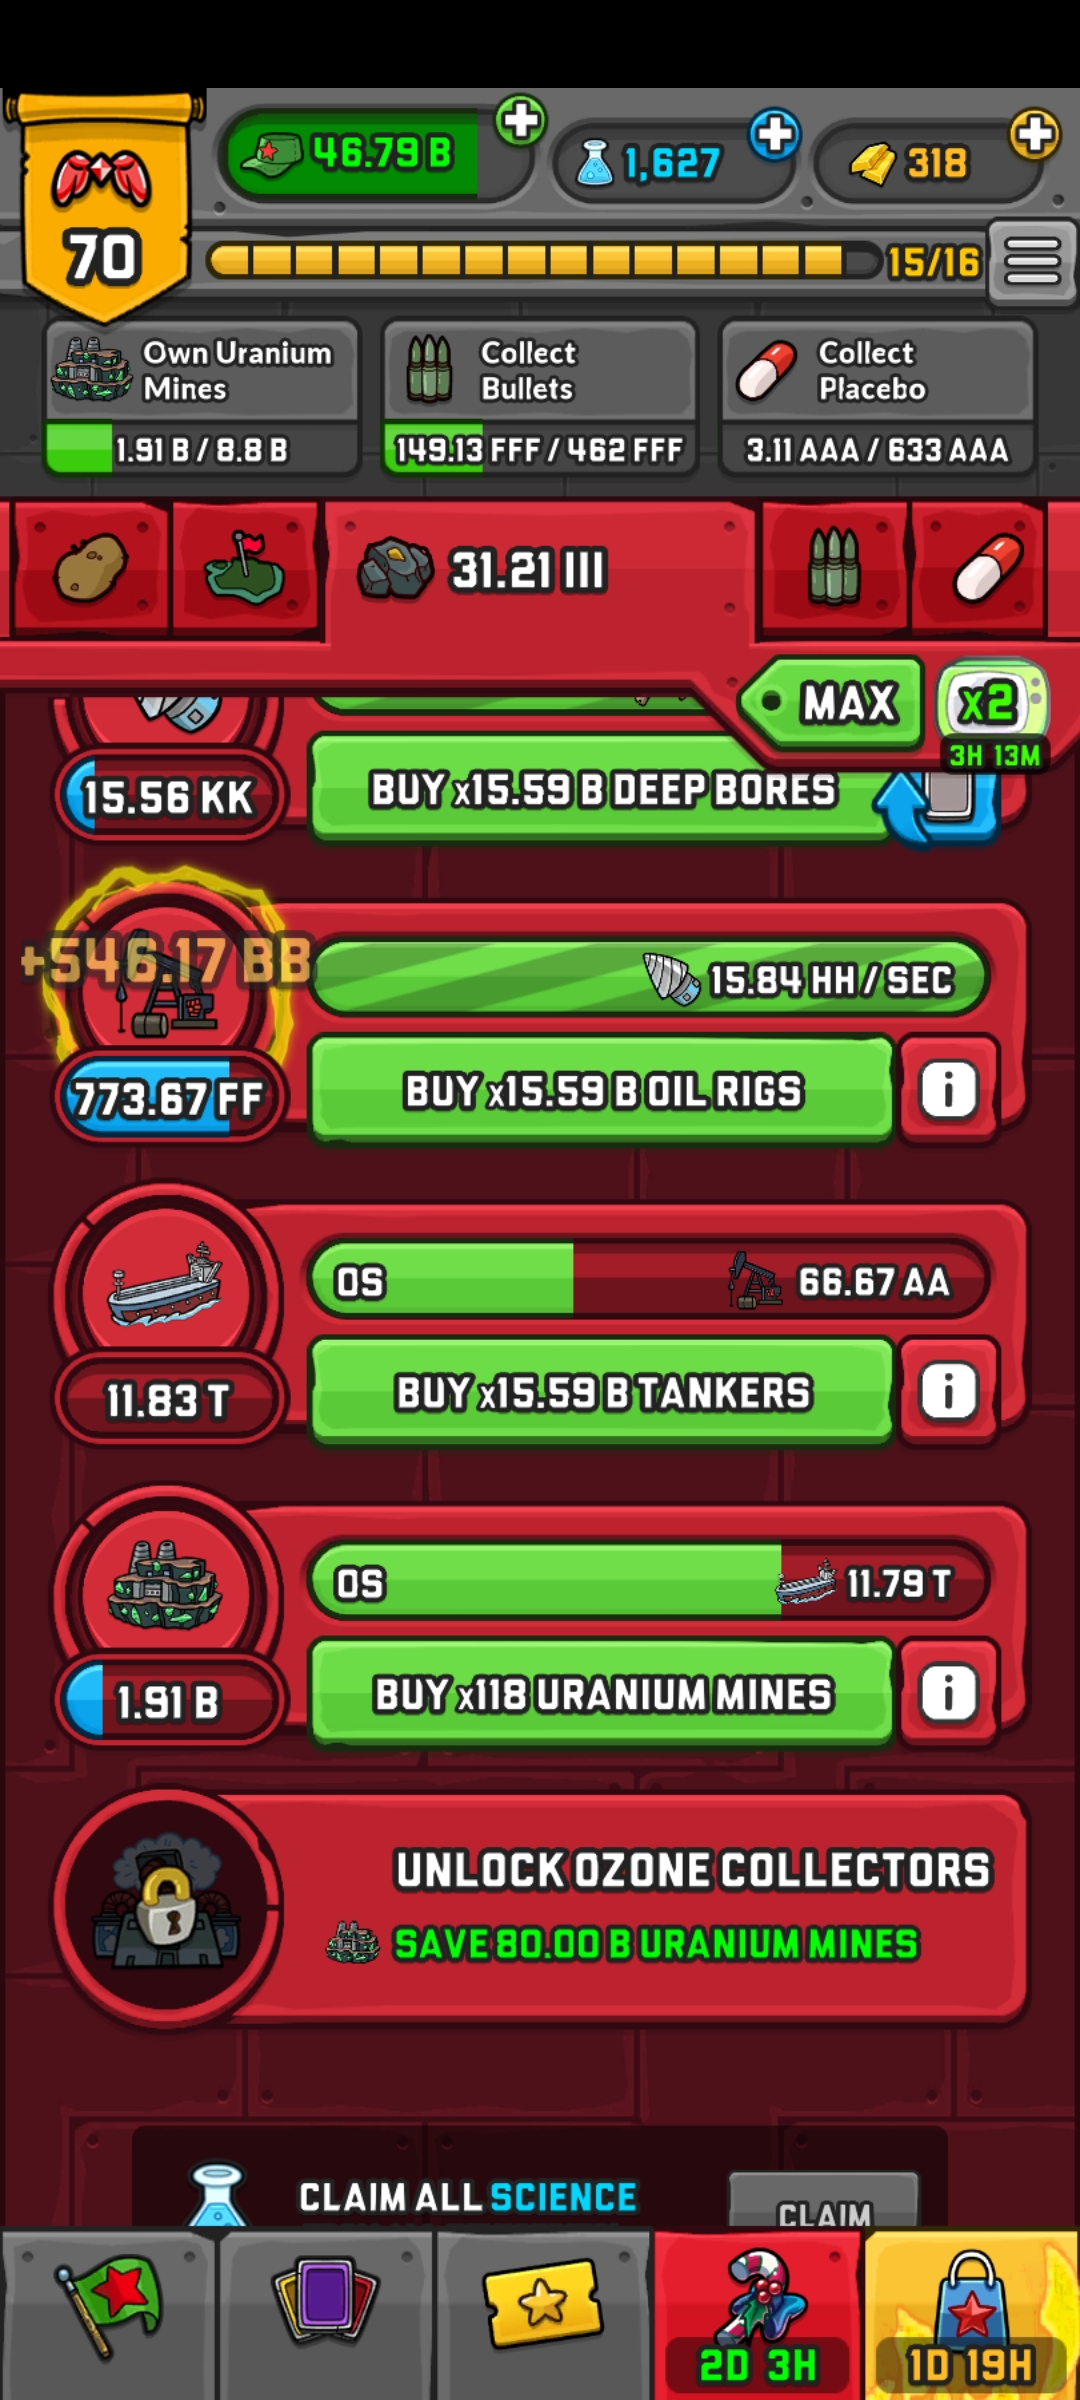 46.79 B
1,627
318
70
15/16
Own Uranium
Mines
1.91 B / 8.8 B
Collect
Bullets
149.13 FFF / 462 FFF
Collect
Placebo
3.11 AAA / 633 AAA
31.21 III
MAX
x2
3H 13M
15.56 KK
BUY x15.59 B DEEP BORES
+546.17 BB
15.84 HH / SEC
773.67 FF
BUY x15.59 B OIL RIGS
i
0S
66.67 AA
11.83 T
BUY x15.59 B TANKERS
i
0S
11.79 T
1.91 B
BUY x118 URANIUM MINES
i
UNLOCK OZONE COLLECTORS
SAVE 80.00 B URANIUM MINES
CLAIM ALL SCIENCE
CLAIM
2D 3H
1D 19H